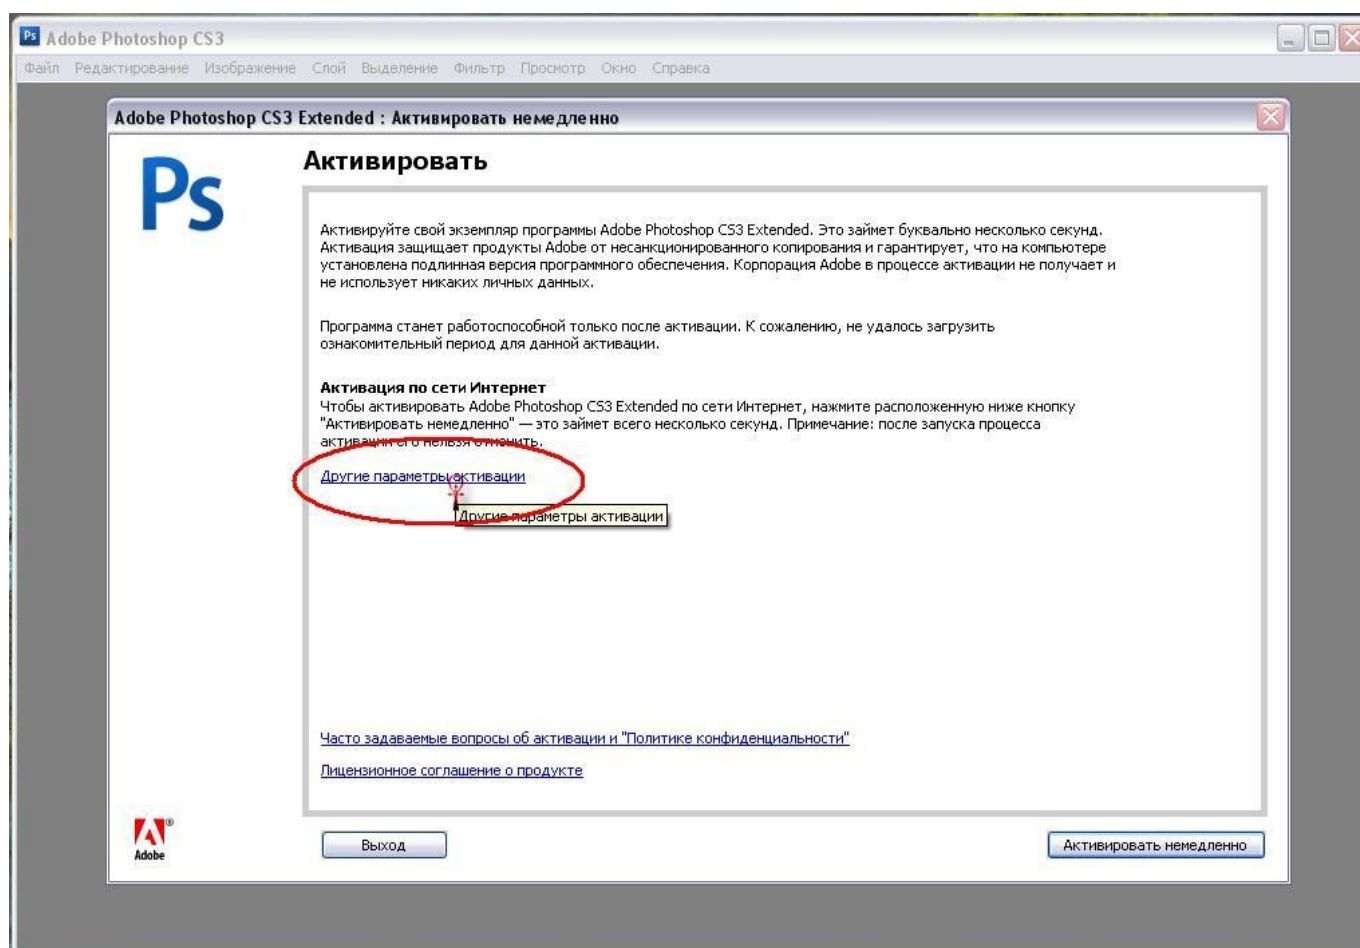 Ps Adobe Photoshop CS3
Файл Редактирование Изображение Слой Выделение Фильтр Просмотр Окно Справка
Adobe Photoshop CS3 Extended : Активировать немедленно
Ps
Активировать
Активируйте свой экземпляр программы Adobe Photoshop CS3 Extended. Это займет буквально несколько секунд.
Активация защищает продукты Adobe от несанкционированного копирования и гарантирует, что на компьютере
установлена подлинная версия программного обеспечения. Корпорация Adobe в процессе активации не получает и
не использует никаких личных данных.
Программа станет работоспособной только после активации. К сожалению, не удалось загрузить
ознакомительный период для данной активации.
Активация по сети Интернет
Чтобы активировать Adobe Photoshop CS3 Extended по сети Интернет, нажмите расположенную ниже кнопку
"Активировать немедленно" — это займет всего несколько секунд. Примечание: после запуска процесса
активации его нельзя отменить.
Другие параметры активации
Другие параметры активации
Часто задаваемые вопросы об активации и "Политике конфиденциальности"
Лицензионное соглашение о продукте
Adobe
Выход
Активировать немедленно